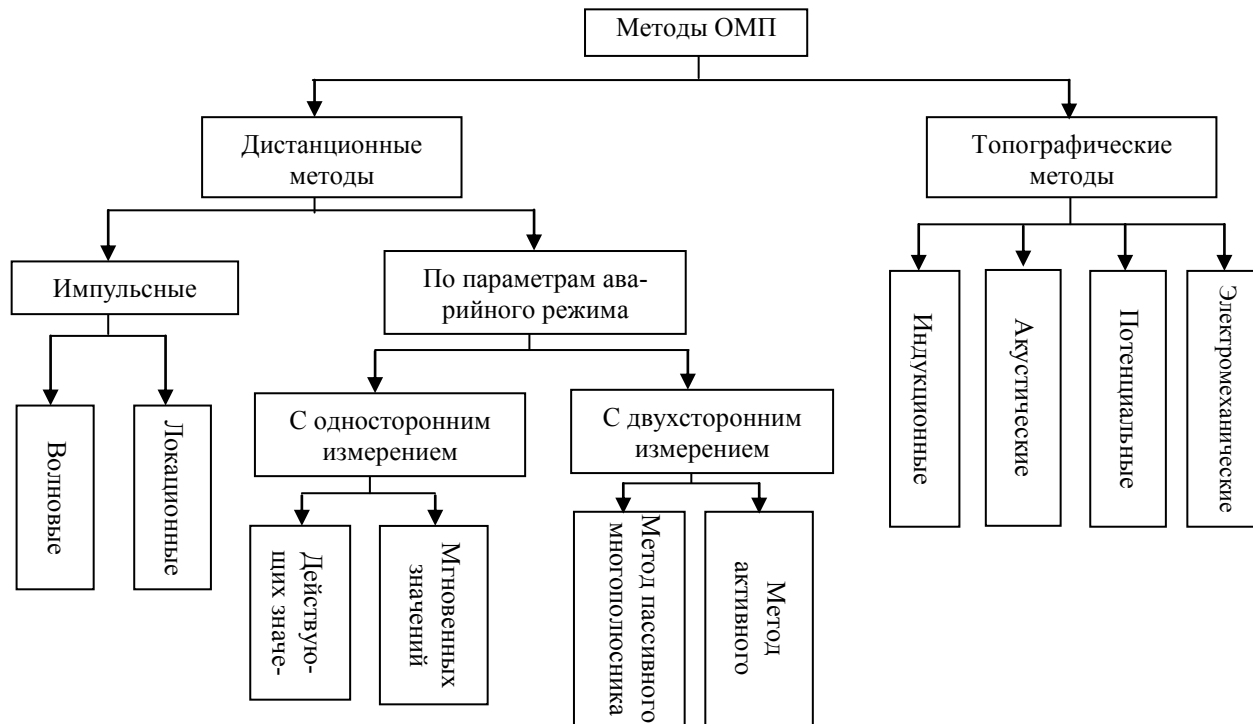 Методы ОМП
Дистанционные
методы
Топографические
методы
Импульсные
По параметрам ава-
рийного режима
Индукционные
Акустические
Потенциальные
Электромеханические
Волновые
Локационные
С односторонним
измерением
С двухсторонним
измерением
Действую-
щих значе-
Мгновенных
значений
Метод пассивного
многополюсника
Метод
активного